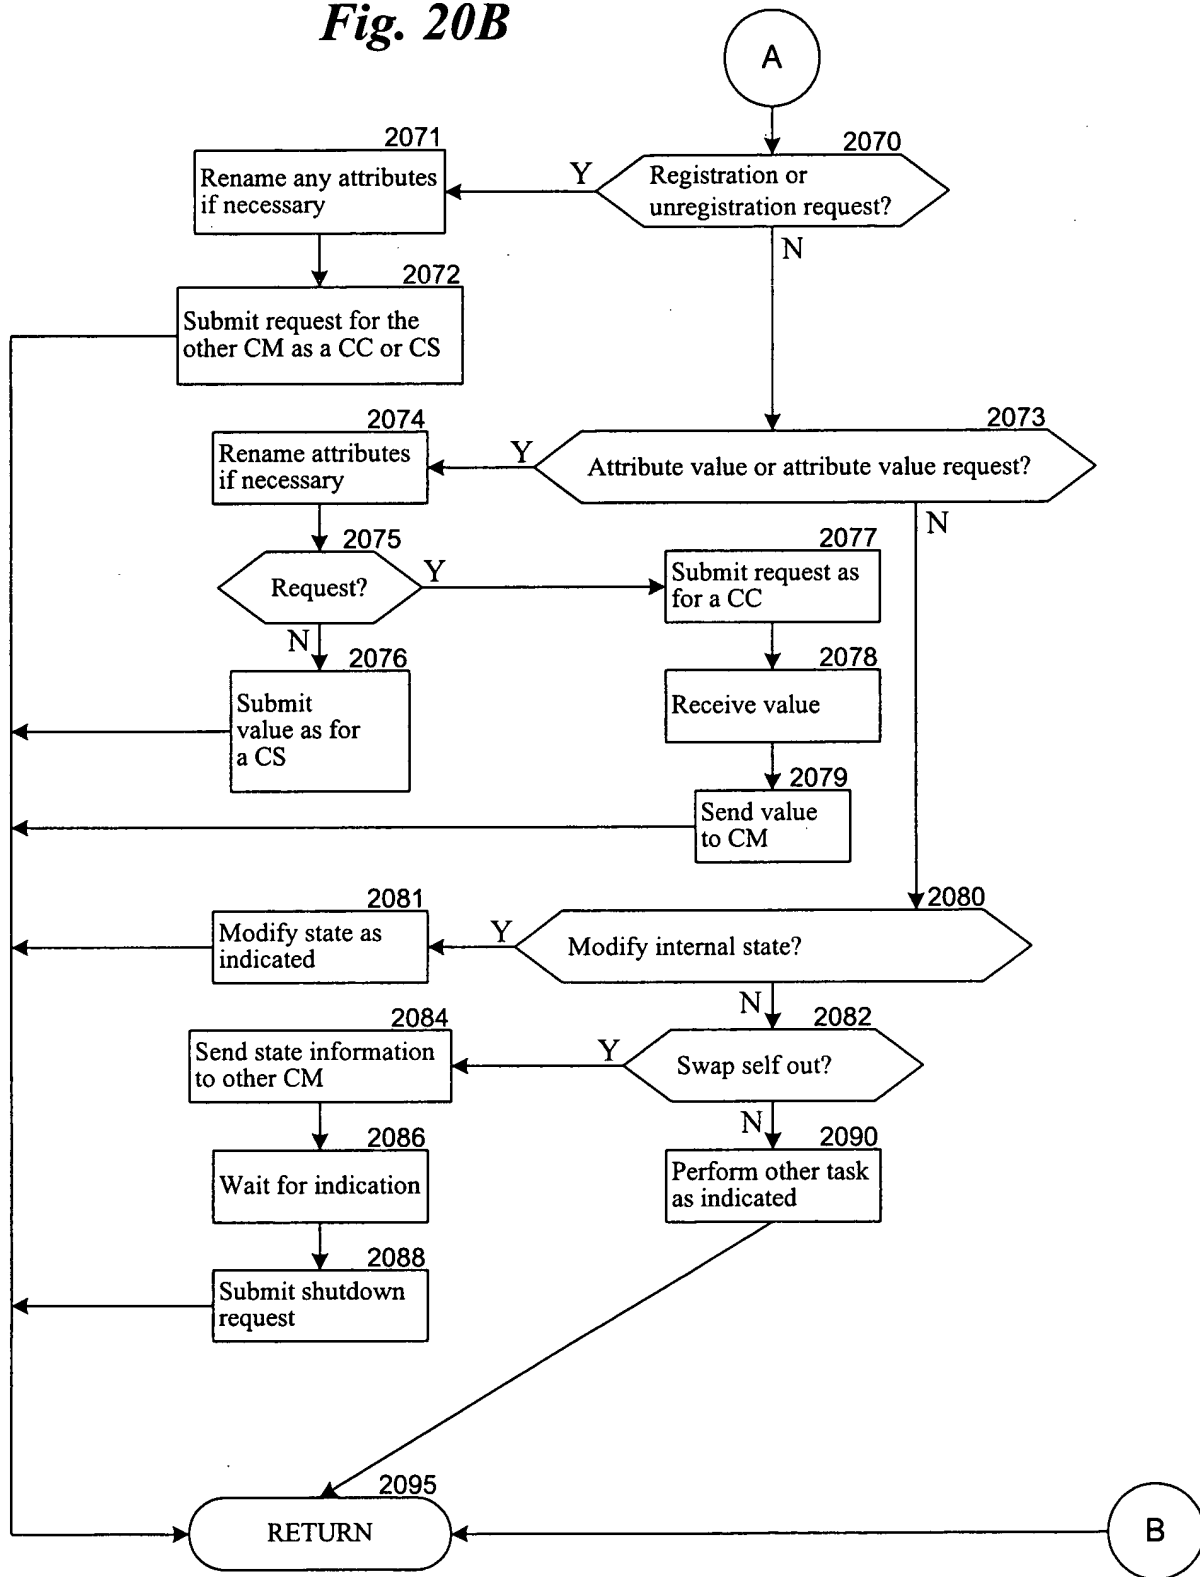 Fig. 20B
A
2070
Registration or
unregistration request?
Y
N
2071
Rename any attributes
if necessary
2072
Submit request for the
other CM as a CC or CS
2073
Attribute value or attribute value request?
Y
N
2074
Rename attributes
if necessary
2075
Request?
Y
N
2076
Submit
value as for
a CS
2077
Submit request as
for a CC
2078
Receive value
2079
Send value
to CM
2080
Modify internal state?
Y
N
2081
Modify state as
indicated
2082
Swap self out?
Y
N
2084
Send state information
to other CM
2086
Wait for indication
2088
Submit shutdown
request
2090
Perform other task
as indicated
2095
RETURN
B